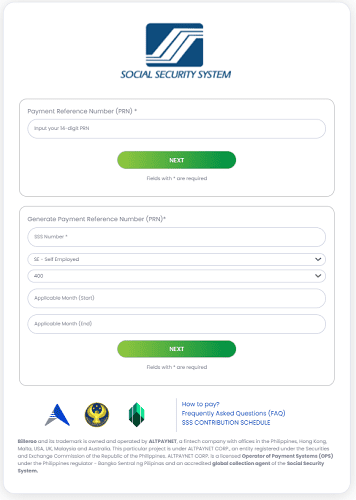 SOCIAL SECURITY SYSTEM
Payment Reference Number (PRN) *
Input your 14-digit PRN
NEXT
Fields with * are required
Generate Payment Reference Number (PRN)*
SSS Number *
SE - Self Employed
400
Applicable Month (Start)
Applicable Month (End)
NEXT
Fields with * are required
How to pay?
Frequently Asked Questions (FAQ)
SSS CONTRIBUTION SCHEDULE
Billeroo and its trademark is owned and operated by ALTPAYNET, a fintech company with offices in the Philippines, Hong Kong,
Malta, USA, UK, Malaysia and Australia. This particular project is under ALTPAYNET CORP., an entity registered under the Securities
and Exchange Commission of the Republic of the Philippines. ALTPAYNET CORP. is a licensed Operator of Payment Systems (OPS)
under the Philippines regulator - Bangko Sentral ng Pilipinas and an accredited global collection agent of the Social Security
System.